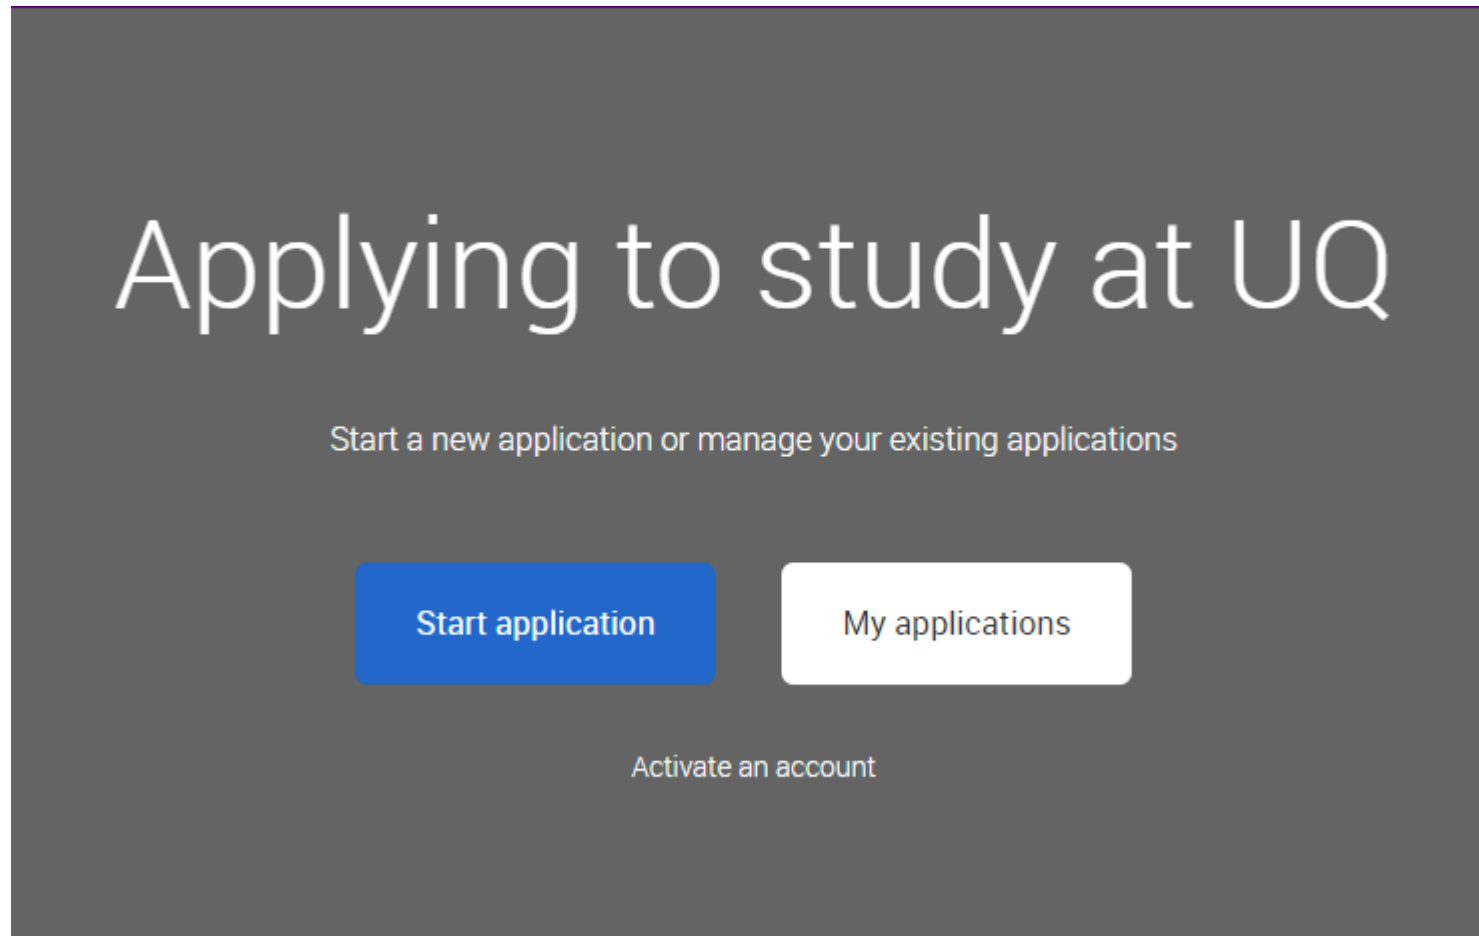 Applying to study at UQ
Start a new application or manage your existing applications
Start application
My applications
Activate an account